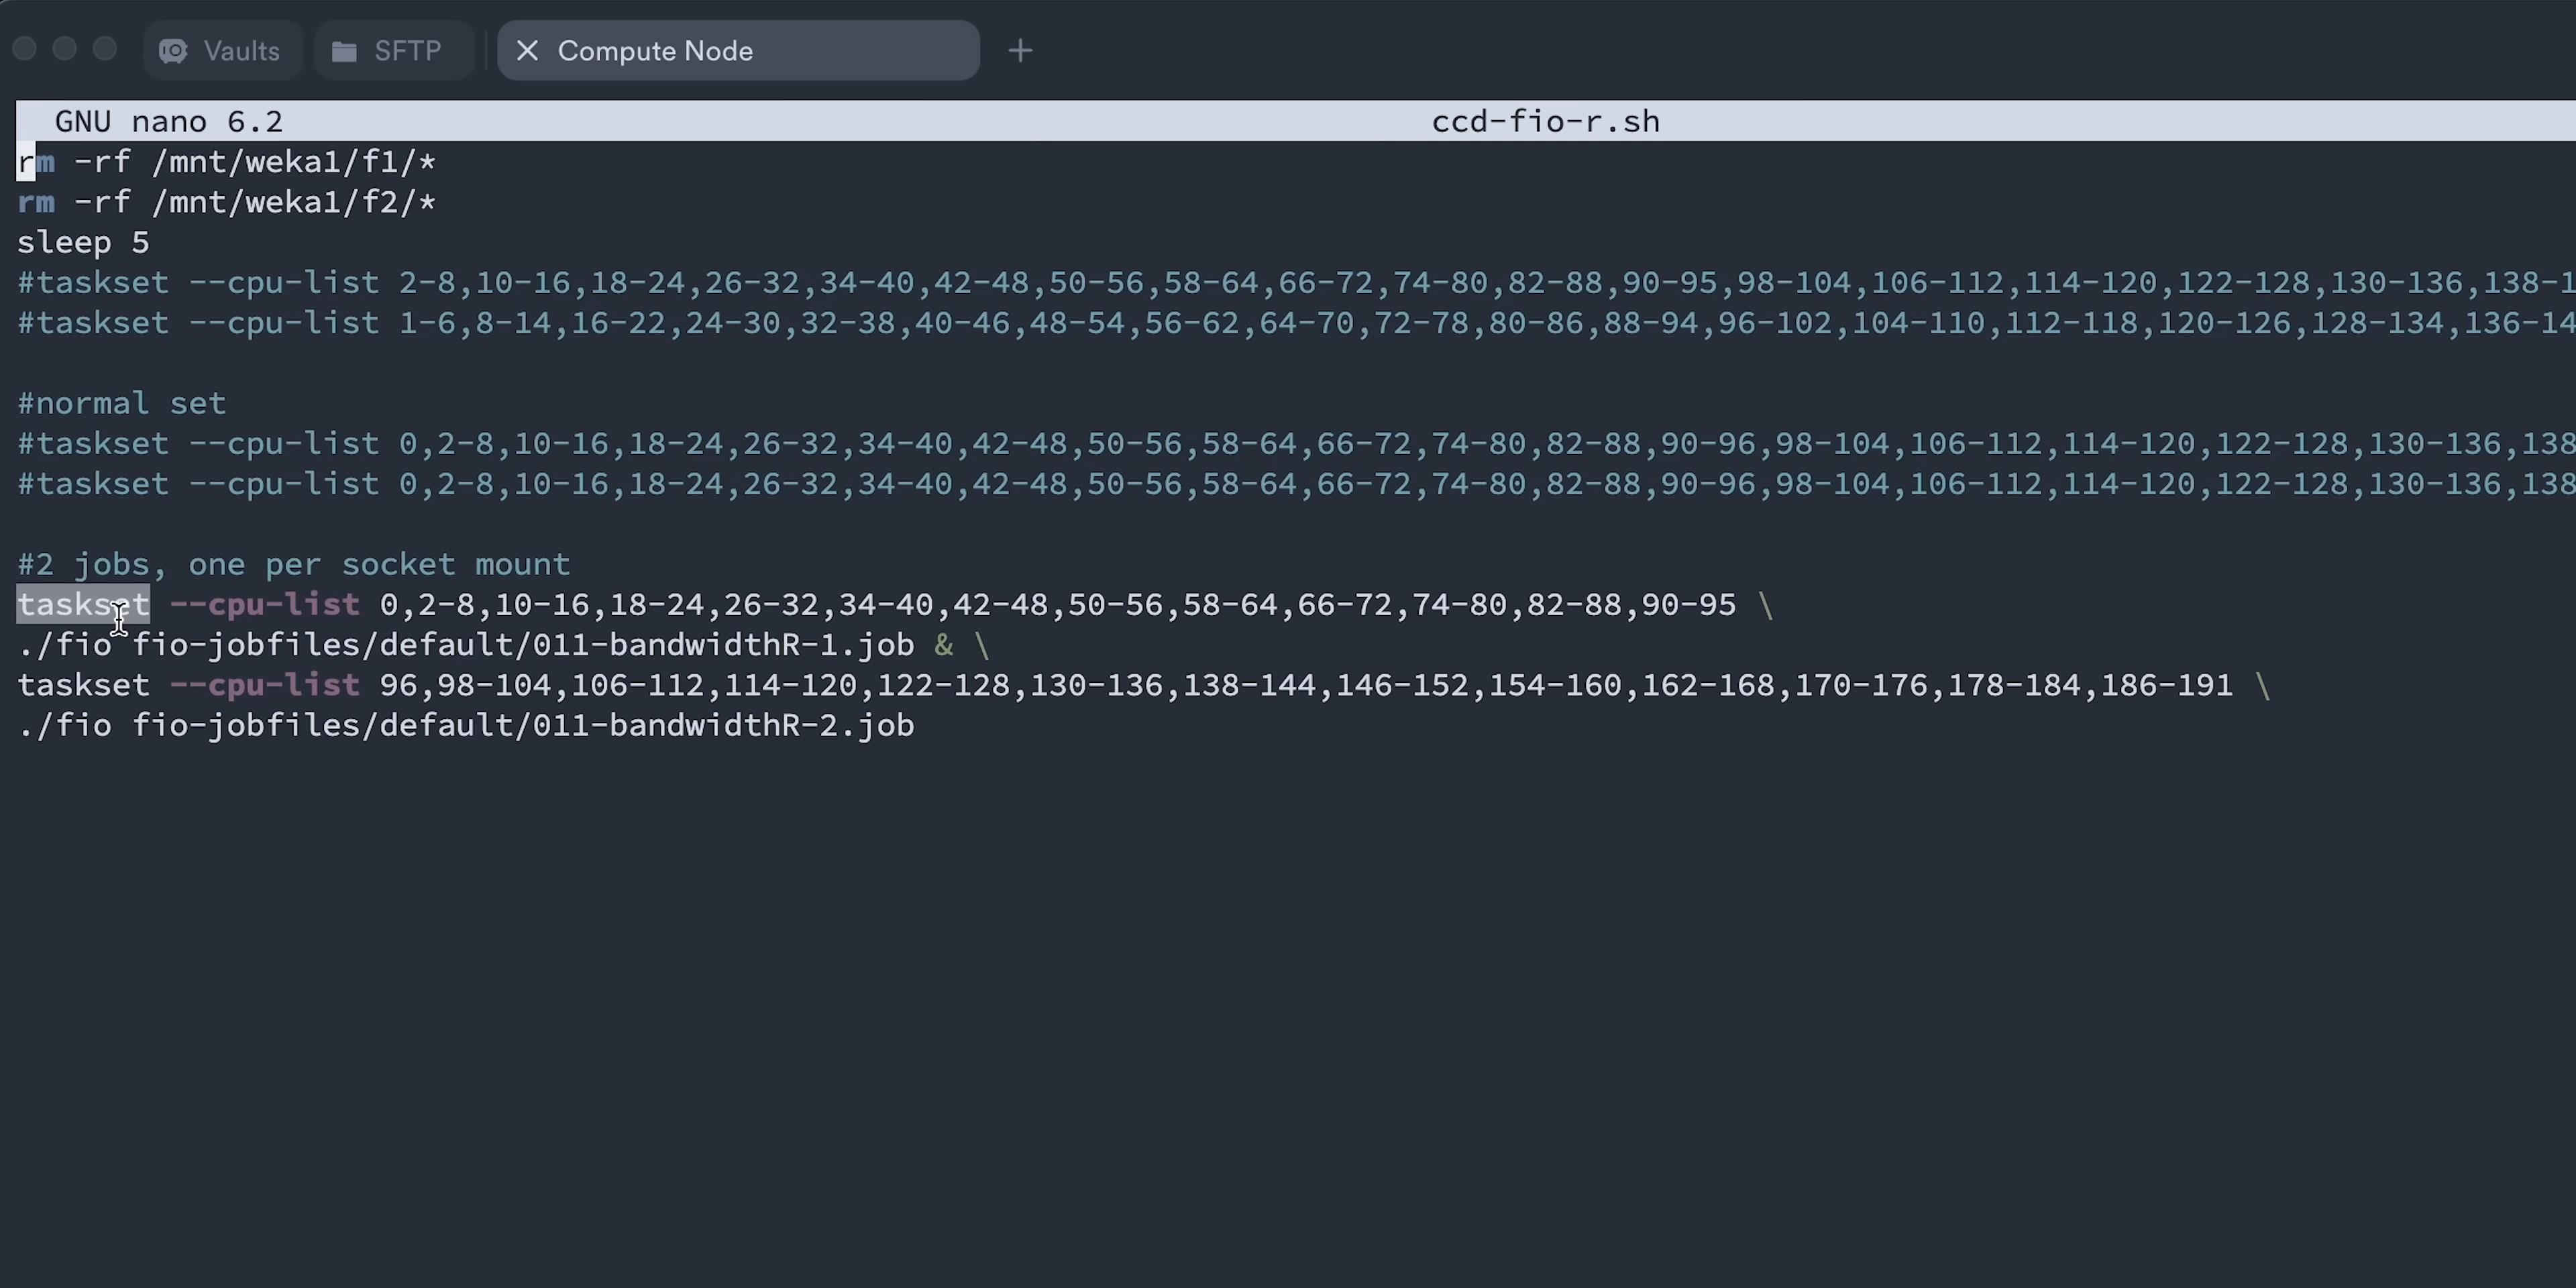 Vaults SFTP Compute Node
GNU nano 6.2 ccd-fio-r.sh
rm -rf /mnt/weka1/f1/*
rm -rf /mnt/weka1/f2/*
sleep 5
#taskset --cpu-list 2-8,10-16,18-24,26-32,34-40,42-48,50-56,58-64,66-72,74-80,82-88,90-95,98-104,106-112,114-120,122-128,130-136,138-1
#taskset --cpu-list 1-6,8-14,16-22,24-30,32-38,40-46,48-54,56-62,64-70,72-78,80-86,88-94,96-102,104-110,112-118,120-126,128-134,136-14
#normal set
#taskset --cpu-list 0,2-8,10-16,18-24,26-32,34-40,42-48,50-56,58-64,66-72,74-80,82-88,90-96,98-104,106-112,114-120,122-128,130-136,138
#taskset --cpu-list 0,2-8,10-16,18-24,26-32,34-40,42-48,50-56,58-64,66-72,74-80,82-88,90-96,98-104,106-112,114-120,122-128,130-136,138
#2 jobs, one per socket mount
taskset --cpu-list 0,2-8,10-16,18-24,26-32,34-40,42-48,50-56,58-64,66-72,74-80,82-88,90-95 \
./fio fio-jobfiles/default/011-bandwidthR-1.job & \
taskset --cpu-list 96,98-104,106-112,114-120,122-128,130-136,138-144,146-152,154-160,162-168,170-176,178-184,186-191 \
./fio fio-jobfiles/default/011-bandwidthR-2.job